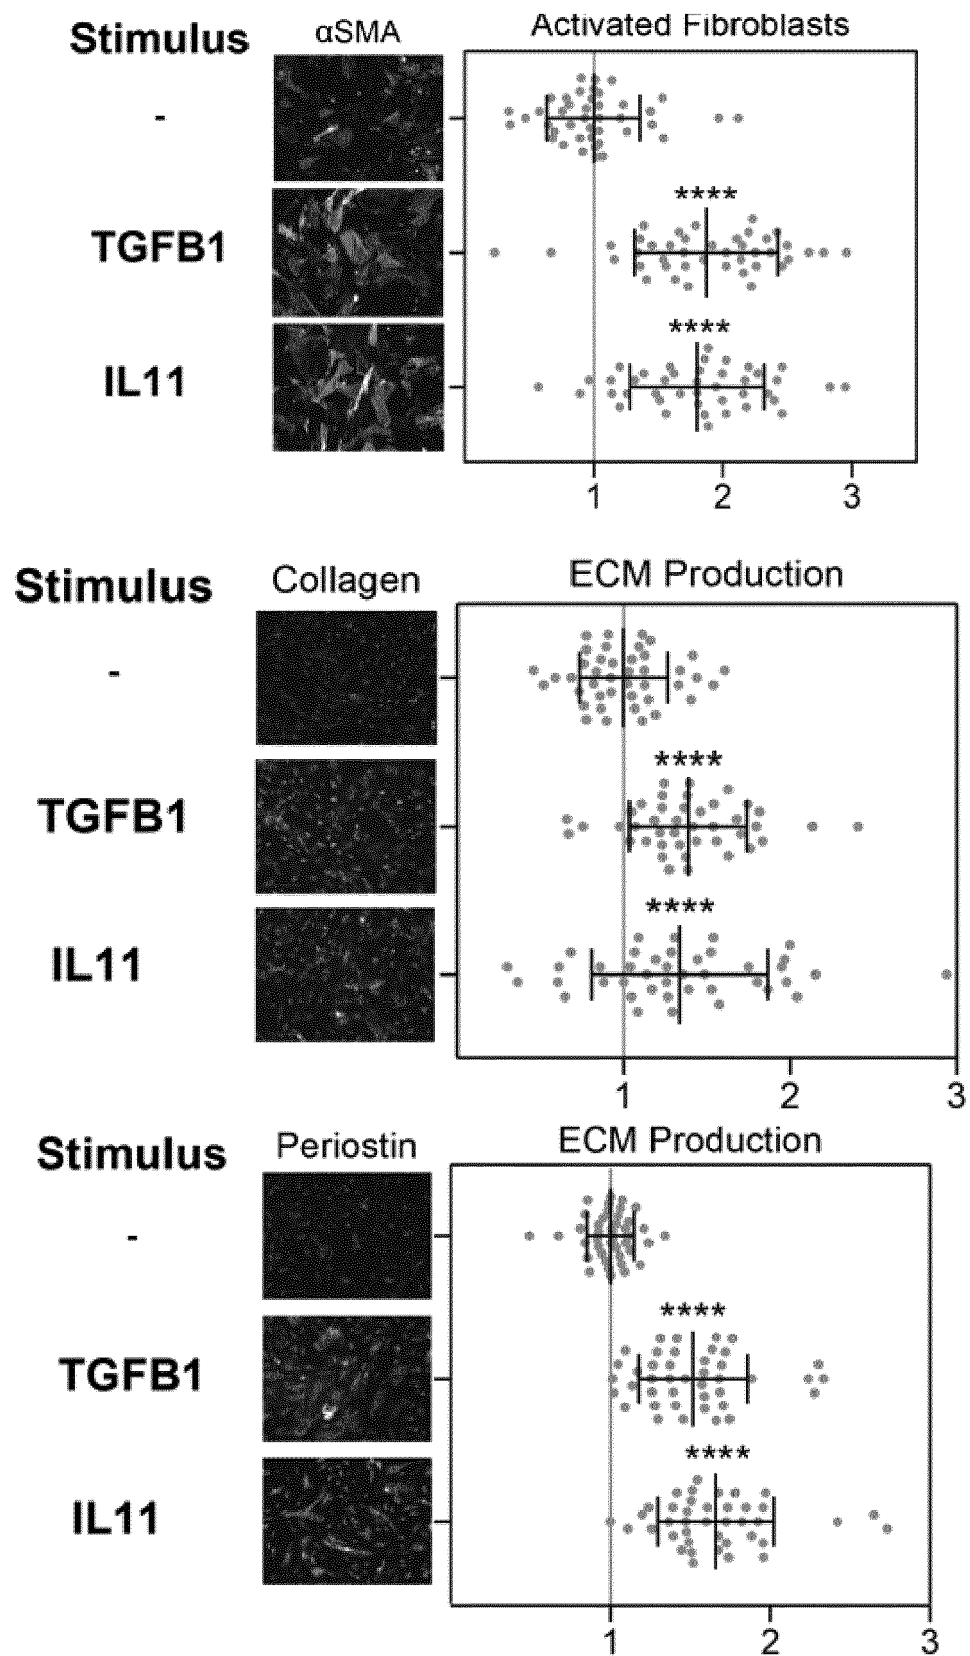 Stimulus αSMA Activated Fibroblasts
-
TGFB1 ****
IL11 ****
1 2 3
Stimulus Collagen ECM Production
-
TGFB1 ****
IL11 ****
1 2 3
Stimulus Periostin ECM Production
-
TGFB1 ****
IL11 ****
1 2 3